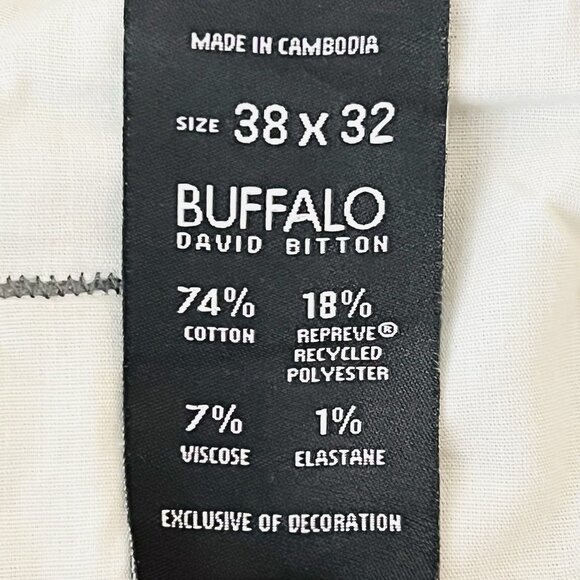 MADE IN CAMBODIA
SIZE 38 X 32
BUFFALO
DAVID BITTON
74% 18%
COTTON REPREVE®
RECYCLED
POLYESTER
7% 1%
VISCOSE ELASTANE
EXCLUSIVE OF DECORATION